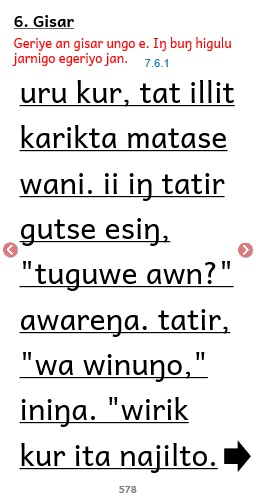 6. Gisar
Geriye an gisar ungo e. Iŋ buŋ higulu
jarnigo egeriyo jan.
7.6.1
uru kur, tat illit
karikta matase
wani. ii iŋ tatir
gutse esiŋ,
"tuguwe awn?"
awareŋa. tatir,
"wa winuŋo,"
iniŋa. "wirik
kur ita najilto.
578